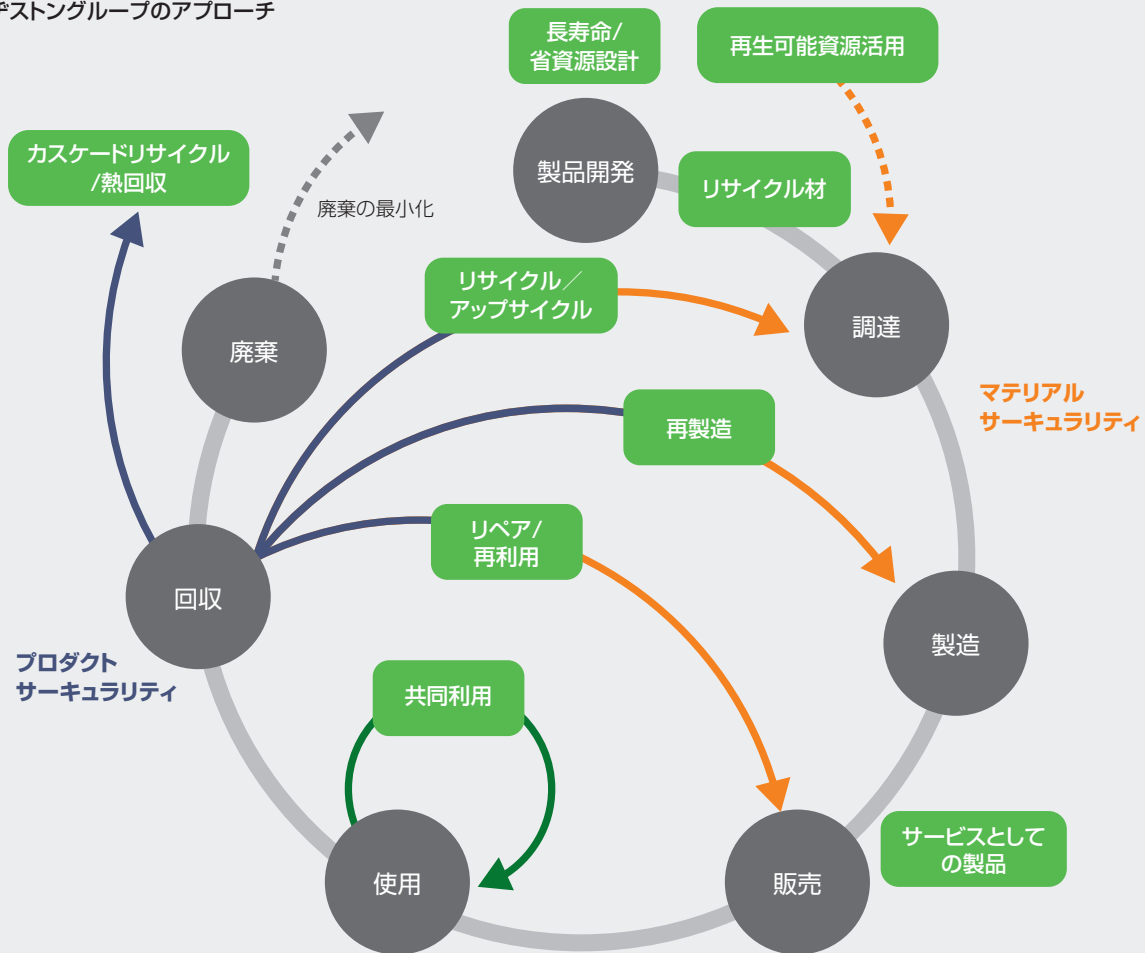 ヂストングループのアプローチ
長寿命/
省資源設計
再生可能資源活用
カスケードリサイクル
/熱回収
製品開発
リサイクル材
廃棄の最小化
リサイクル／
アップサイクル
調達
廃棄
マテリアル
サーキュラリティ
再製造
リペア/
再利用
回収
製造
プロダクト
サーキュラリティ
共同利用
サービスとして
の製品
使用
販売